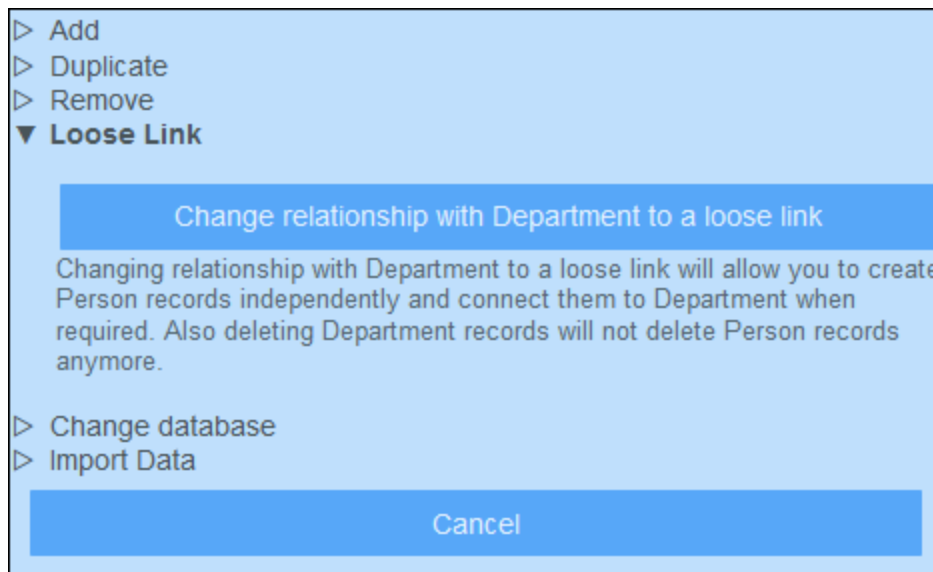 Add
Duplicate
Remove
Loose Link
Change relationship with Department to a loose link
Changing relationship with Department to a loose link will allow you to create
Person records independently and connect them to Department when
required. Also deleting Department records will not delete Person records
anymore.
Change database
Import Data
Cancel